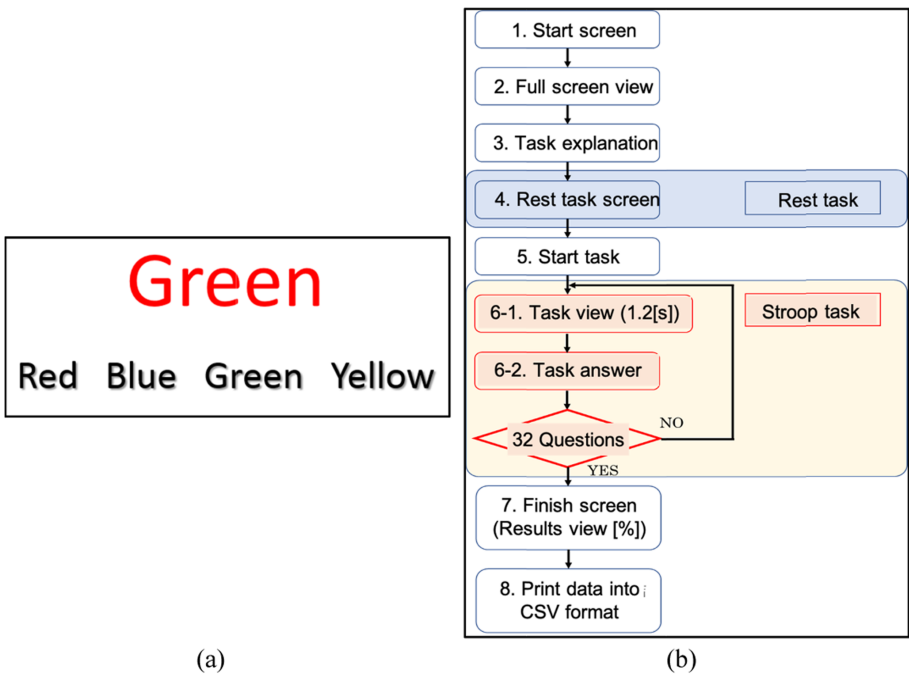 Green
Red Blue Green Yellow
(a)
1. Start screen
2. Full screen view
3. Task explanation
4. Rest task screen
Rest task
5. Start task
6-1. Task view (1.2[s])
Stroop task
6-2. Task answer
32 Questions
NO
YES
7. Finish screen
(Results view [%])
8. Print data into
CSV format
(b)